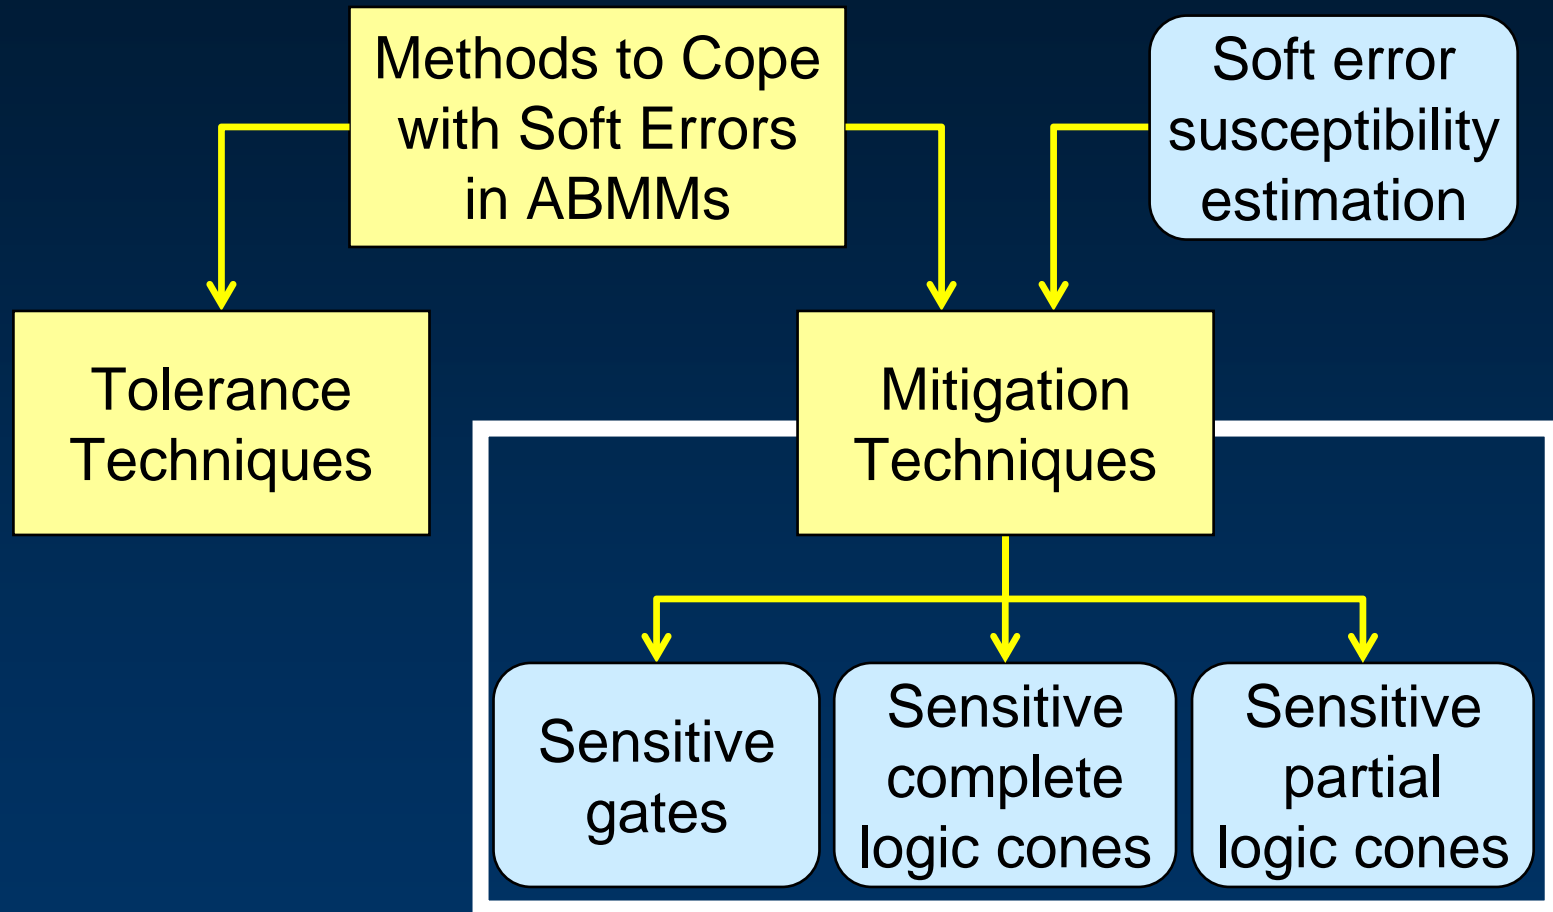 Methods to Cope
with Soft Errors
in ABMMs
Soft error
susceptibility
estimation
Tolerance
Techniques
Mitigation
Techniques
Sensitive
gates
Sensitive
complete
logic cones
Sensitive
partial
logic cones